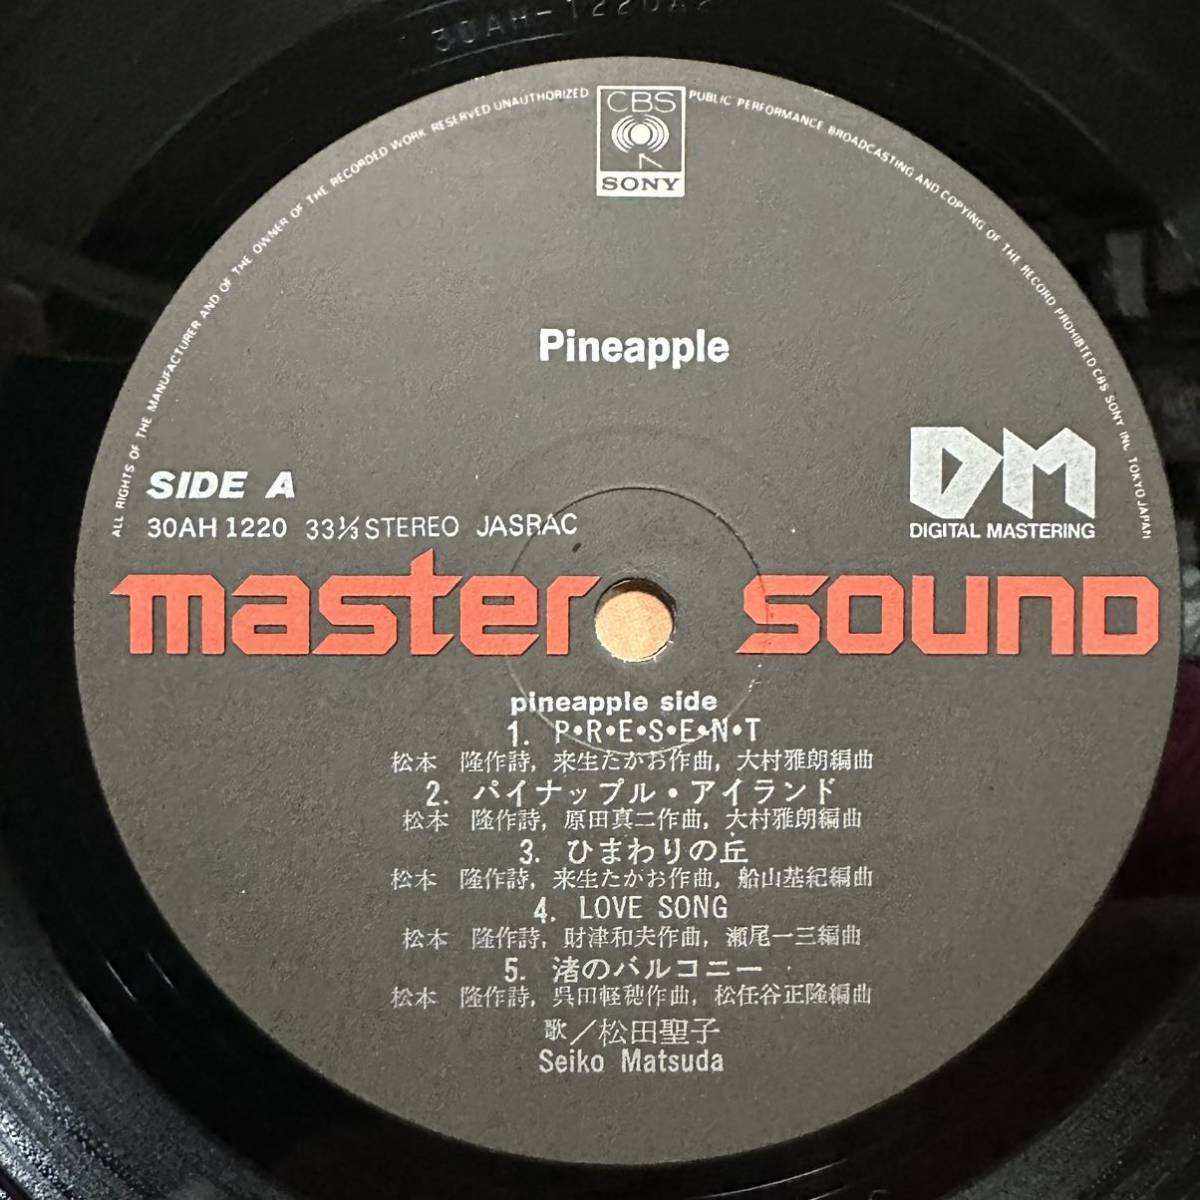 30AH-1220A2
ALL RIGHTS OF THE MANUFACTURER AND OF THE OWNER OF THE RECORDED WORK RESERVED UNAUTHORIZED PUBLIC PERFORMANCE BROADCASTING AND COPYING OF THE RECORD PROHIBITED CBS SONY INC. TOKYO JAPAN
CBS
SONY
Pineapple
DM
DIGITAL MASTERING
SIDE A
30AH 1220 33⅓ STEREO JASRAC
master sound
pineapple side
1. P•R•E•S•E•N•T
松本 隆作詩, 来生たかお作曲, 大村雅朗編曲
2. パイナップル・アイランド
松本 隆作詩, 原田真二作曲, 大村雅朗編曲
3. ひまわりの丘
松本 隆作詩, 来生たかお作曲, 船山基紀編曲
4. LOVE SONG
松本 隆作詩, 財津和夫作曲, 瀬尾一三編曲
5. 渚のバルコニー
松本 隆作詩, 呉田軽穂作曲, 松任谷正隆編曲
歌/松田聖子
Seiko Matsuda